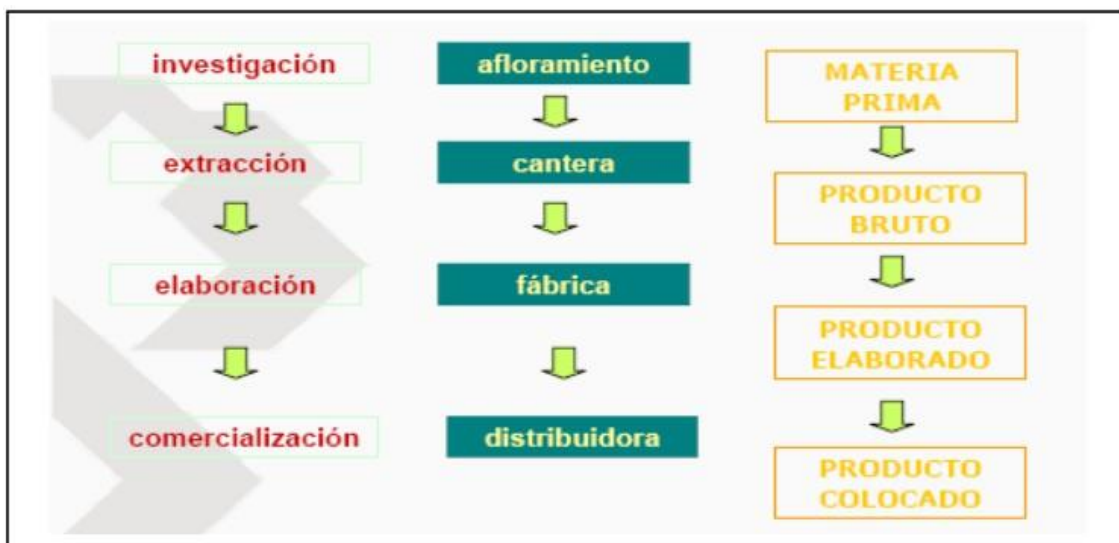 investigación
extracción
elaboración
comercialización
afloramiento
cantera
fábrica
distribuidora
MATERIA
PRIMA
PRODUCTO
BRUTO
PRODUCTO
ELABORADO
PRODUCTO
COLOCADO